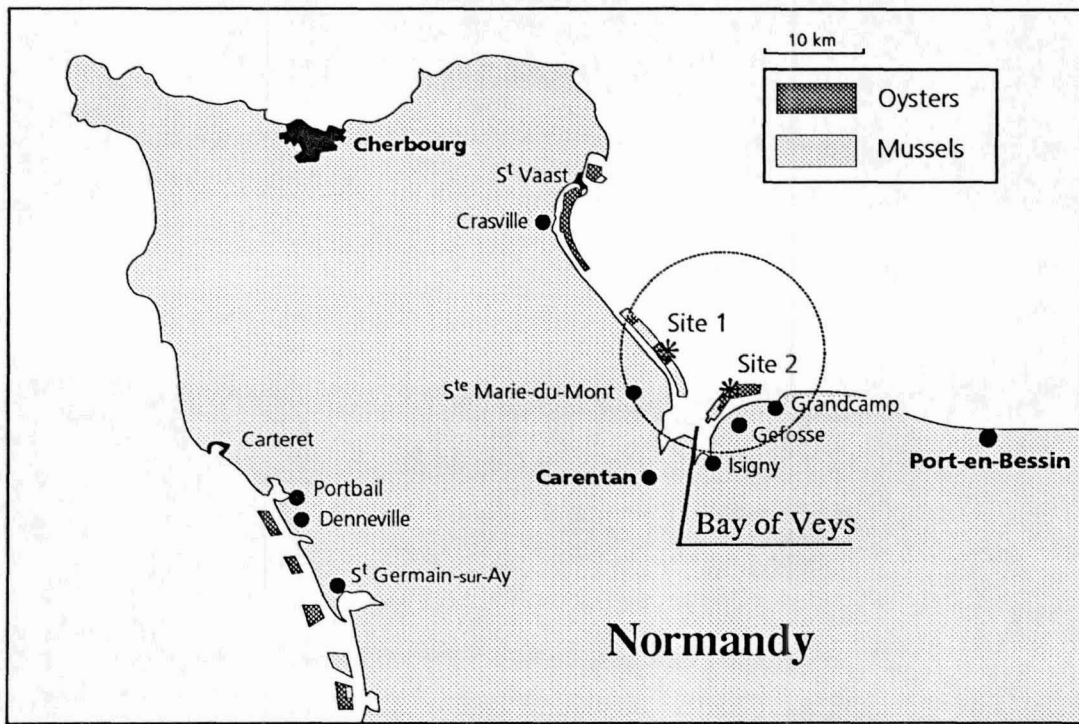 10 km
Oysters
Mussels
Cherbourg
Sᵗ Vaast
Crasville
Site 1
Site 2
Sᵗᵉ Marie-du-Mont
Grandcamp
Gefosse
Carteret
Isigny
Port-en-Bessin
Carentan
Portbail
Denneville
Bay of Veys
Sᵗ Germain-sur-Ay
Normandy